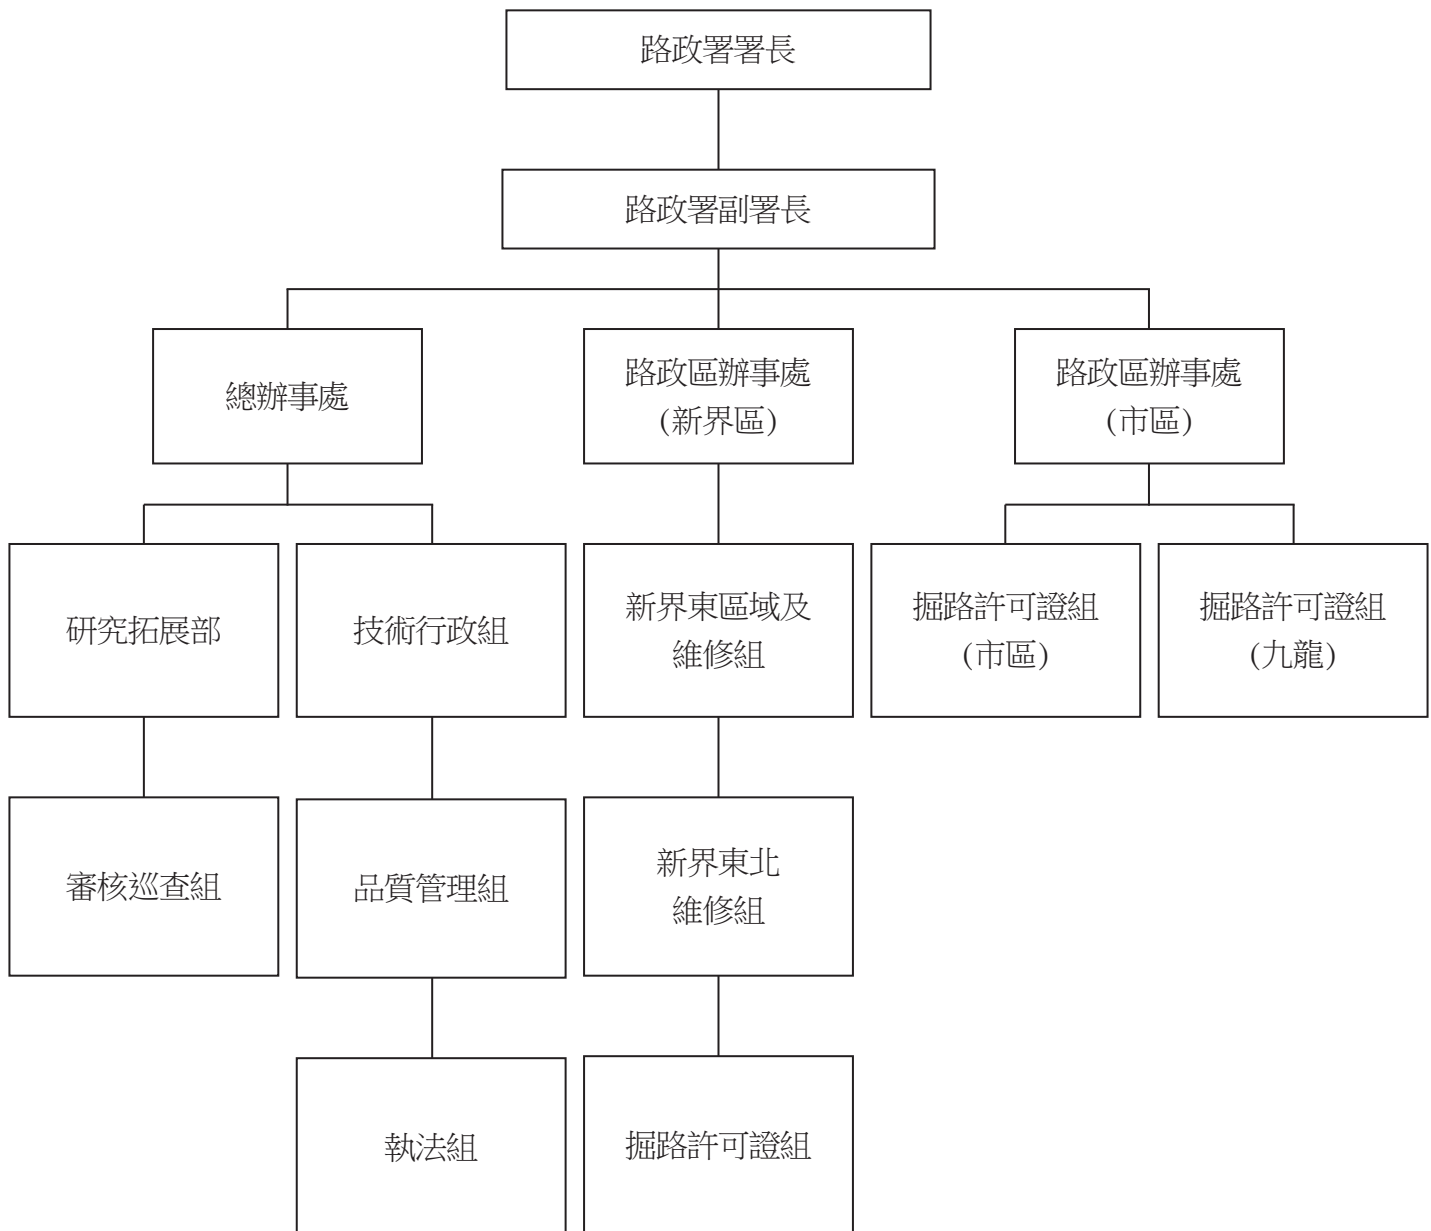 路政署署長
路政署副署長
總辦事處
路政區辦事處
(新界區)
路政區辦事處
(市區)
研究拓展部
技術行政組
新界東區域及
維修組
掘路許可證組
(市區)
掘路許可證組
(九龍)
審核巡查組
品質管理組
新界東北
維修組
執法組
掘路許可證組